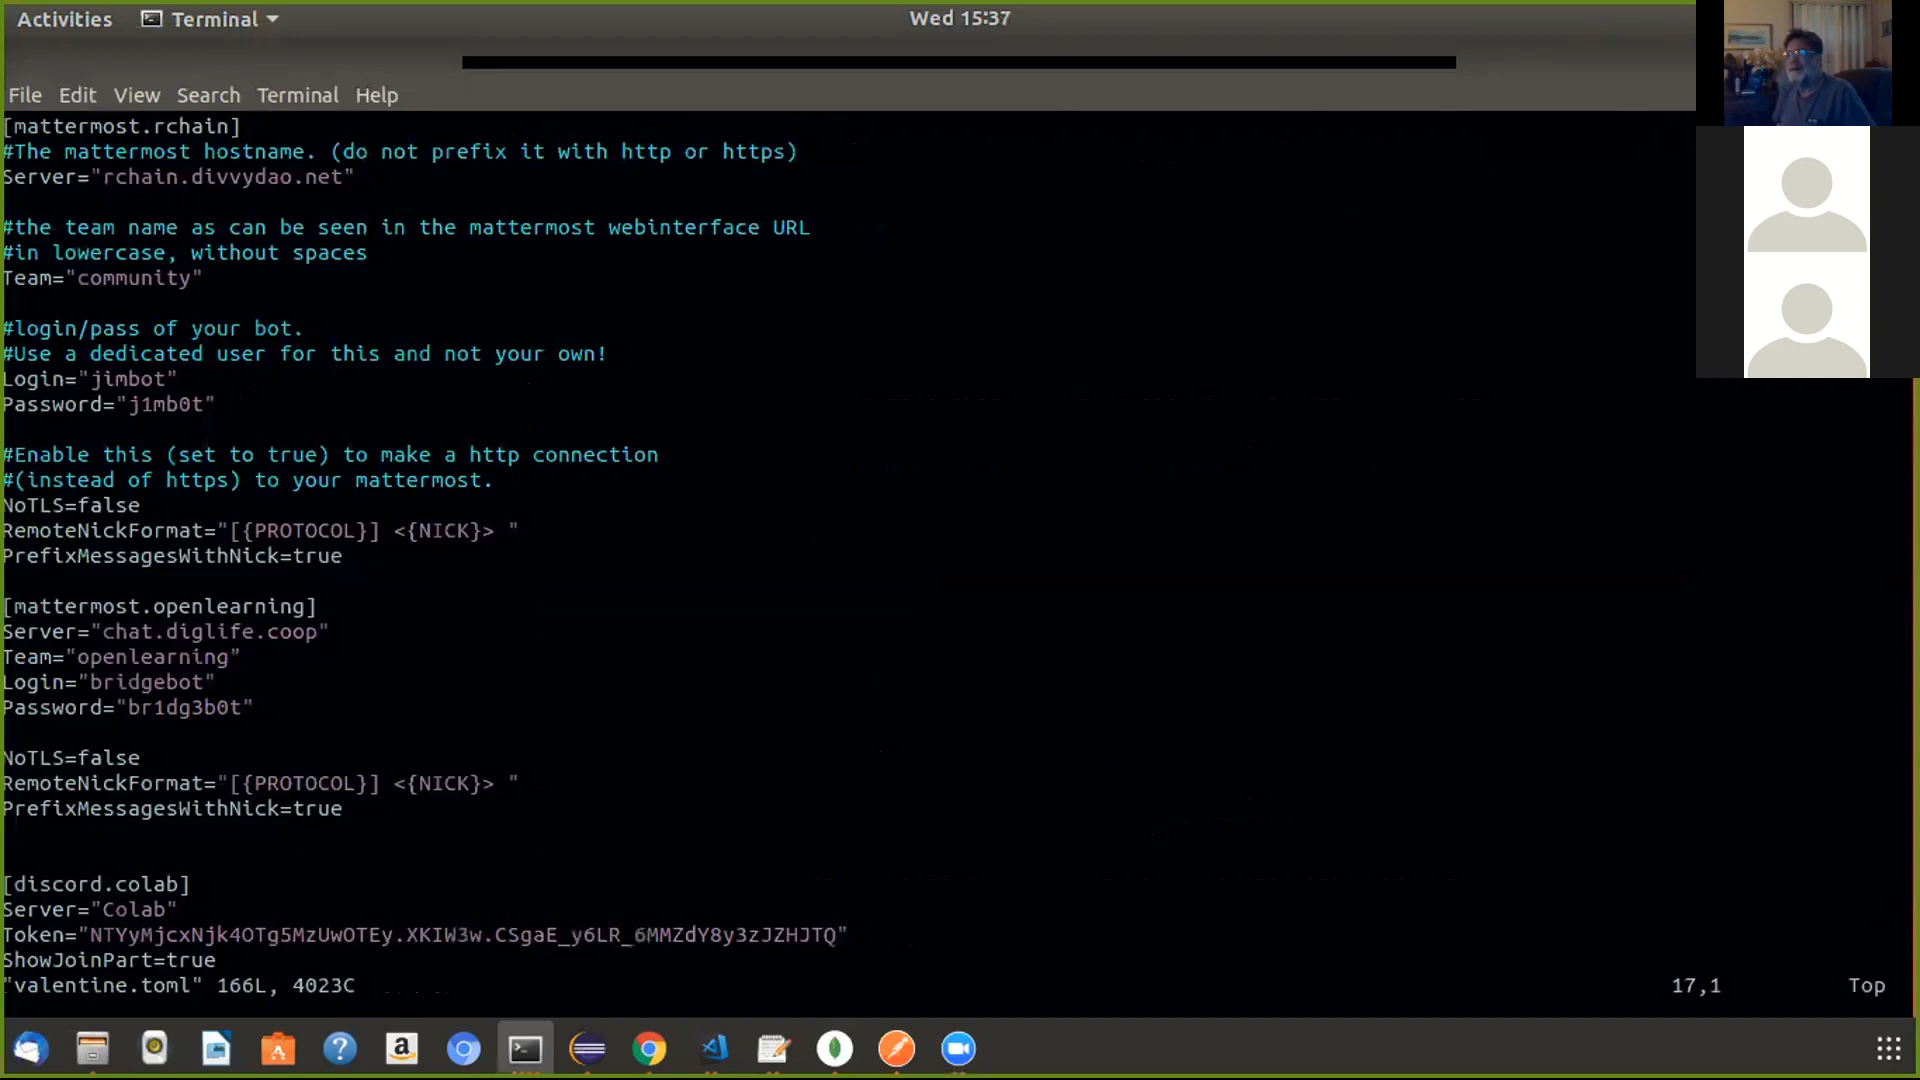 Activities Terminal Wed 15:37
File Edit View Search Terminal Help
[mattermost.rchain]
#The mattermost hostname. (do not prefix it with http or https)
Server="rchain.divvydao.net"
#the team name as can be seen in the mattermost webinterface URL
#in lowercase, without spaces
Team="community"
#login/pass of your bot.
#Use a dedicated user for this and not your own!
Login="jimbot"
Password="j1mb0t"
#Enable this (set to true) to make a http connection
#(instead of https) to your mattermost.
NoTLS=false
RemoteNickFormat="[{PROTOCOL}] <{NICK}> "
PrefixMessagesWithNick=true
[mattermost.openlearning]
Server="chat.diglife.coop"
Team="openlearning"
Login="bridgebot"
Password="br1dg3b0t"
NoTLS=false
RemoteNickFormat="[{PROTOCOL}] <{NICK}> "
PrefixMessagesWithNick=true
[discord.colab]
Server="Colab"
Token="NTYyMjcxNjk4OTg5MzUwOTEy.XKIW3w.CSgaE_y6LR_6MMZdY8y3zJZHJTQ"
ShowJoinPart=true
"valentine.toml" 166L, 4023C 17,1 Top